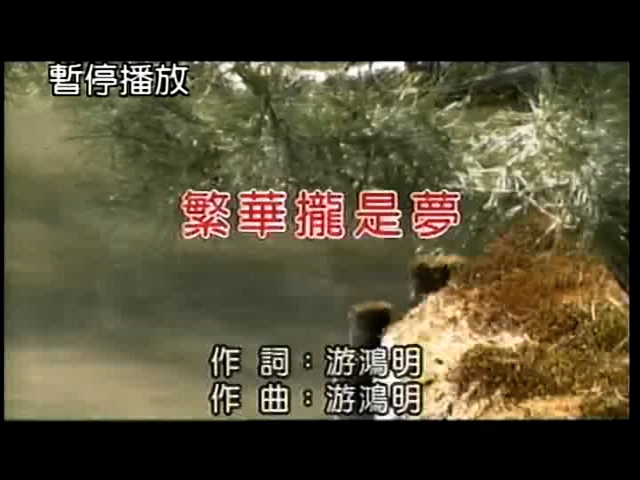 暫停播放
繁華攏是夢
作 詞：游鴻明
作 曲：游鴻明